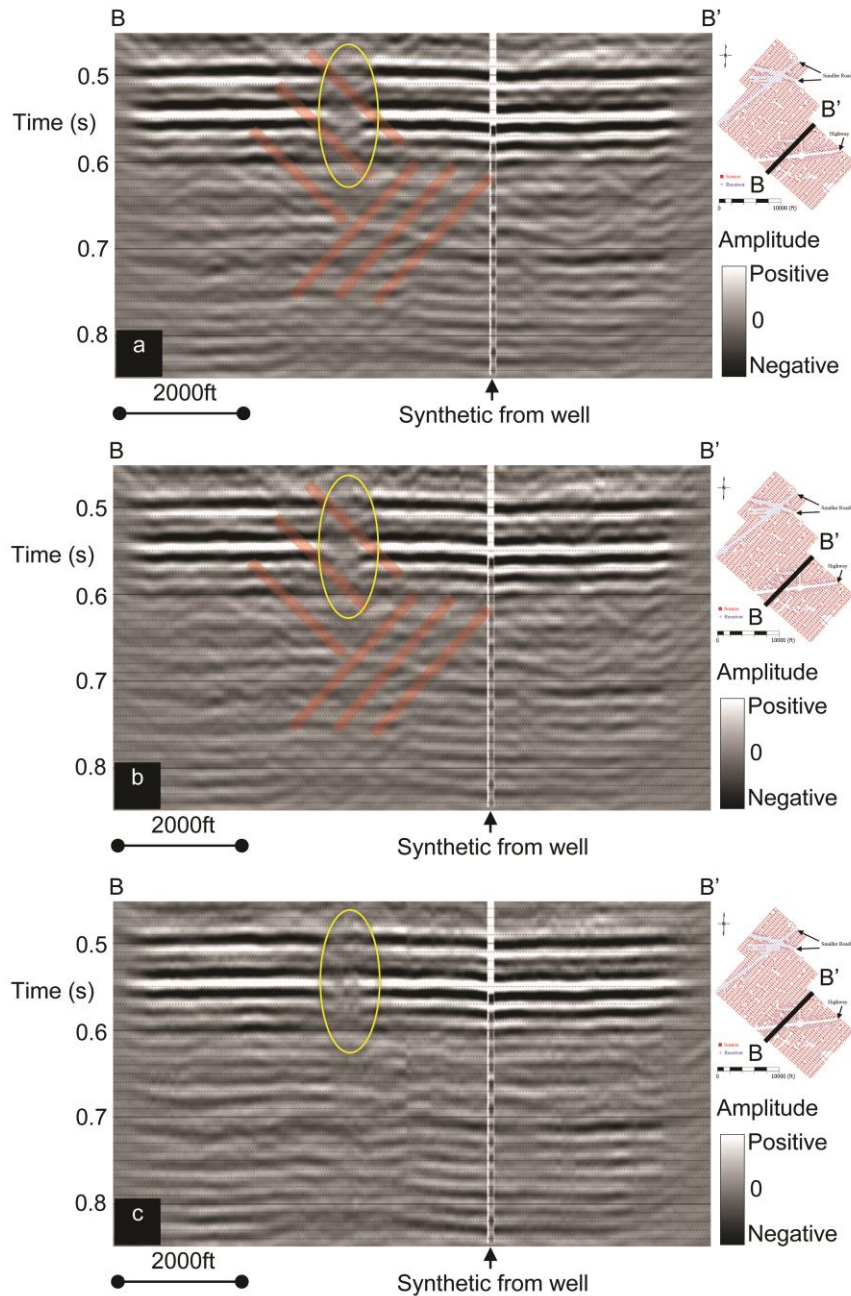 B B'
0.5
Time (s)
0.6
0.7
0.8
a
2000ft
Synthetic from well
Smaller Roads
B'
Highway
B
Source
Receiver
0 10000 (ft)
Amplitude
Positive
0
Negative
B B'
0.5
Time (s)
0.6
0.7
0.8
b
2000ft
Synthetic from well
Smaller Roads
B'
Highway
B
Source
Receiver
0 10000 (ft)
Amplitude
Positive
0
Negative
B B'
0.5
Time (s)
0.6
0.7
0.8
c
2000ft
Synthetic from well
Smaller Roads
B'
Highway
B
Source
Receiver
0 10000 (ft)
Amplitude
Positive
0
Negative